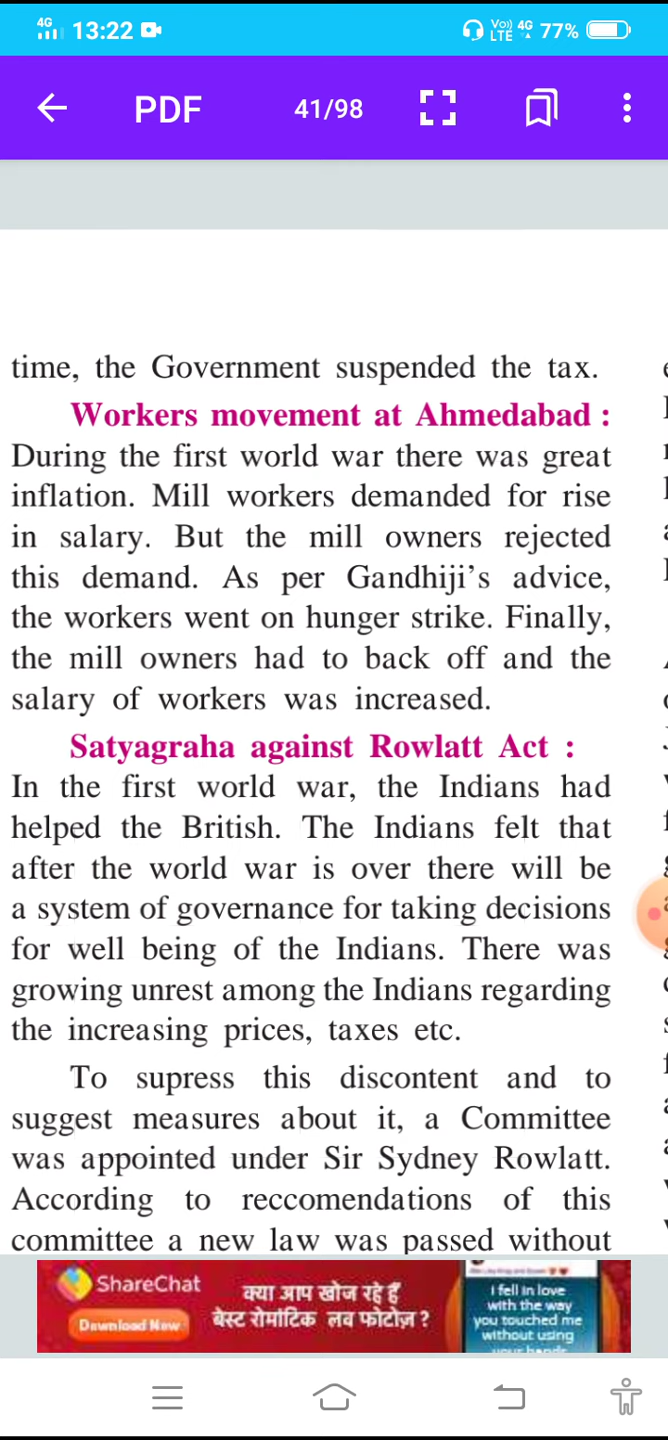 4G 13:22 Vo)) LTE 4G 77%
PDF 41/98
time, the Government suspended the tax.
Workers movement at Ahmedabad :
During the first world war there was great
inflation. Mill workers demanded for rise
in salary. But the mill owners rejected
this demand. As per Gandhiji's advice,
the workers went on hunger strike. Finally,
the mill owners had to back off and the
salary of workers was increased.
Satyagraha against Rowlatt Act :
In the first world war, the Indians had
helped the British. The Indians felt that
after the world war is over there will be
a system of governance for taking decisions
for well being of the Indians. There was
growing unrest among the Indians regarding
the increasing prices, taxes etc.
To supress this discontent and to
suggest measures about it, a Committee
was appointed under Sir Sydney Rowlatt.
According to reccomendations of this
committee a new law was passed without
ShareChat
Download Now
क्या आप खोज रहे हैं
बेस्ट रोमांटिक लव फोटोज़ ?
I fell in love
with the way
you touched me
without using
your hands